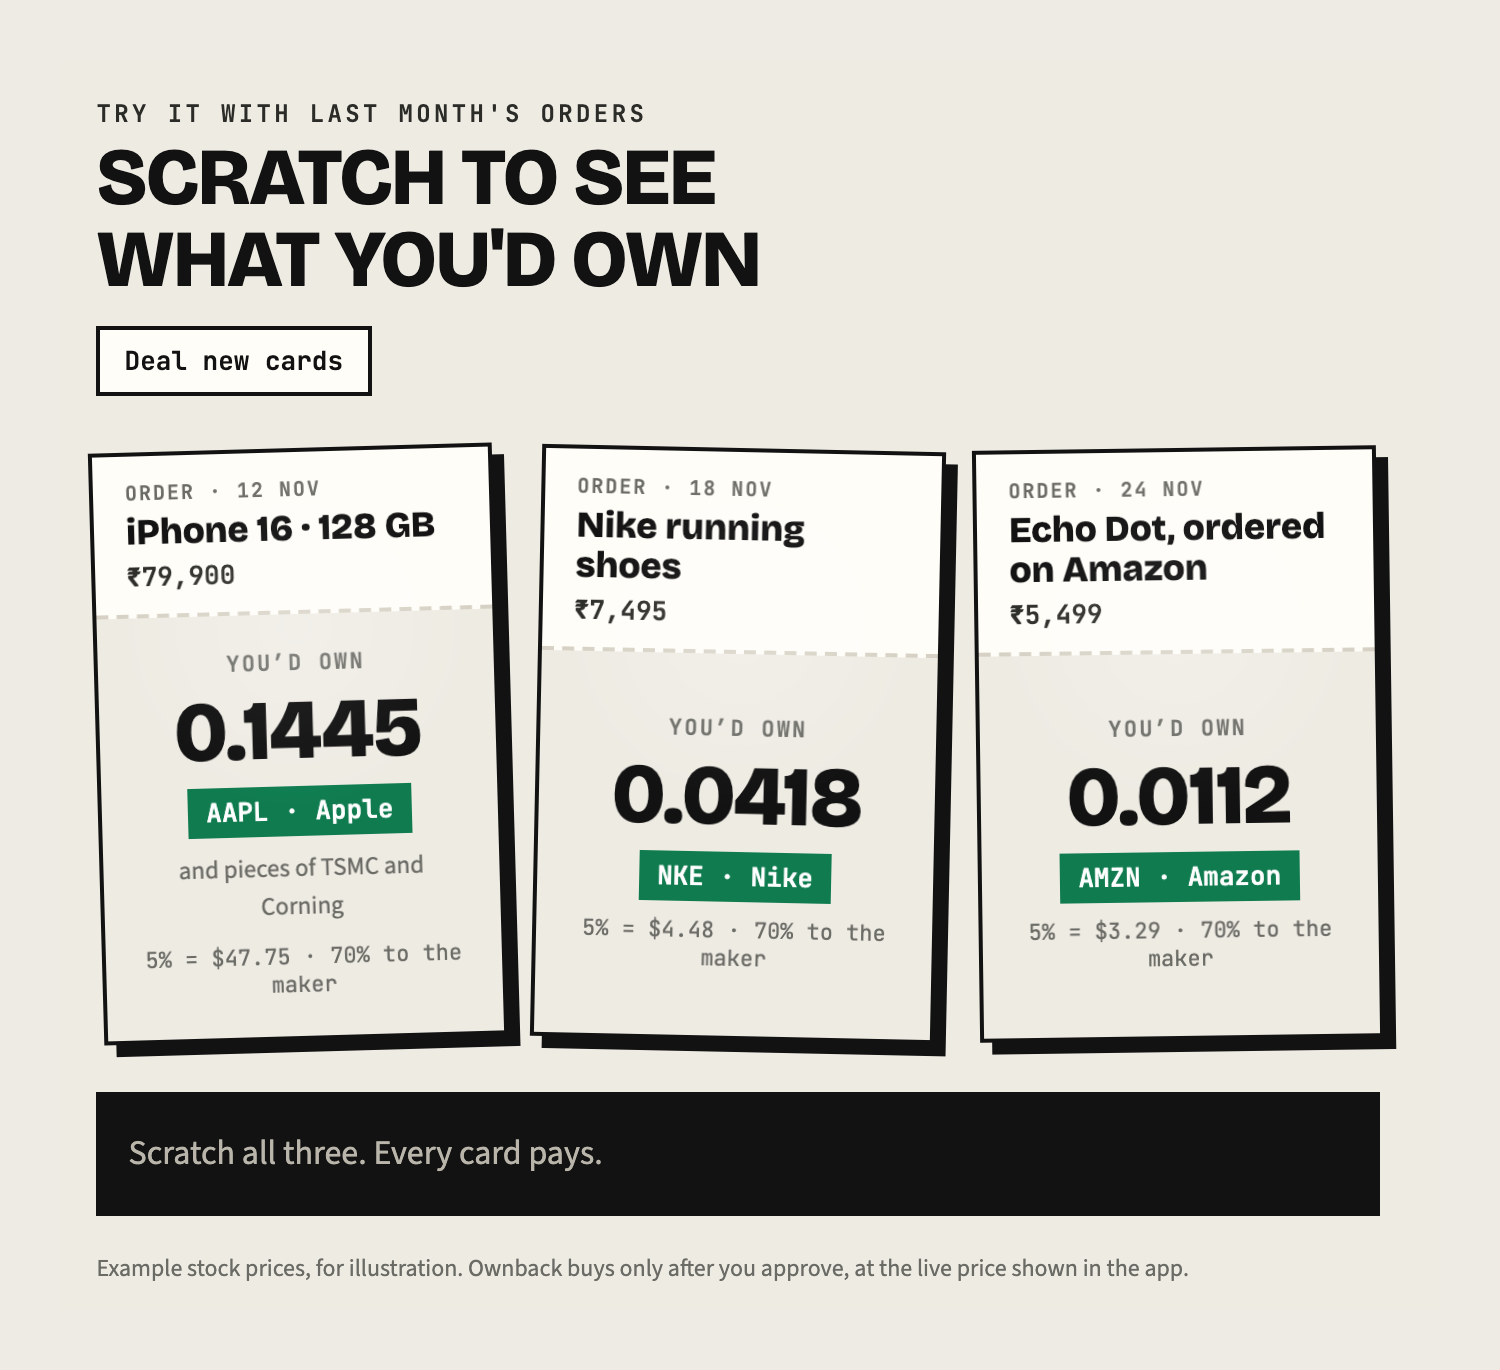 TRY IT WITH LAST MONTH'S ORDERS
SCRATCH TO SEE
WHAT YOU'D OWN
Deal new cards
ORDER · 12 NOV
iPhone 16 · 128 GB
₹79,900
YOU’D OWN
0.1445
AAPL · Apple
and pieces of TSMC and
Corning
5% = $47.75 · 70% to the
maker
ORDER · 18 NOV
Nike running
shoes
₹7,495
YOU’D OWN
0.0418
NKE · Nike
5% = $4.48 · 70% to the
maker
ORDER · 24 NOV
Echo Dot, ordered
on Amazon
₹5,499
YOU’D OWN
0.0112
AMZN · Amazon
5% = $3.29 · 70% to the
maker
Scratch all three. Every card pays.
Example stock prices, for illustration. Ownback buys only after you approve, at the live price shown in the app.